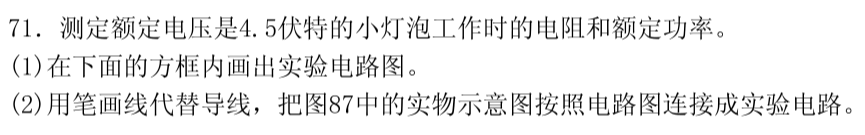 71. 测定额定电压是4.5伏特的小灯泡工作时的电阻和额定功率。
(1)在下面的方框内画出实验电路图。
(2)用笔画线代替导线，把图87中的实物示意图按照电路图连接成实验电路。